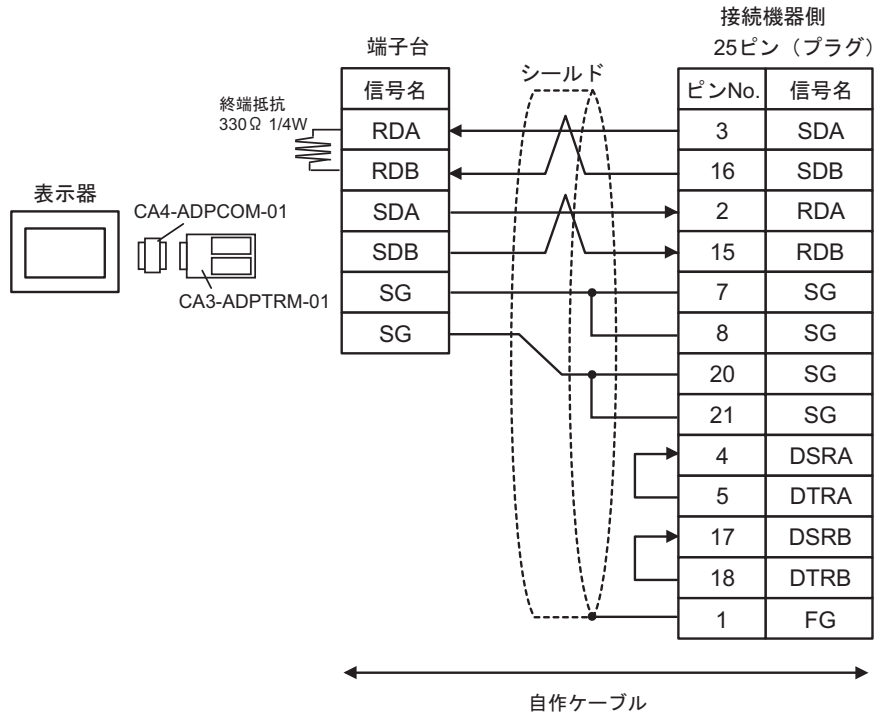 接続機器側
端子台
25ピン（プラグ）
シールド
信号名
ピンNo.
信号名
終端抵抗
330Ω 1/4W
RDA
3
SDA
RDB
16
SDB
表示器
CA4-ADPCOM-01
SDA
2
RDA
SDB
15
RDB
CA3-ADPTRM-01
SG
7
SG
SG
8
SG
20
SG
21
SG
4
DSRA
5
DTRA
17
DSRB
18
DTRB
1
FG
自作ケーブル